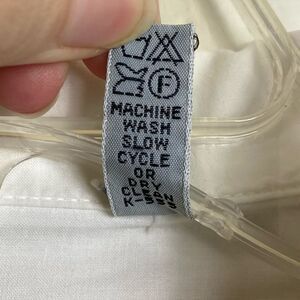 F
MACHINE
WASH
SLOW
CYCLE
OR
DRY